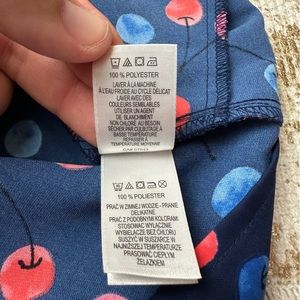 100 % POLYESTER
LAVER À LA MACHINE
À L'EAU FROIDE AU CYCLE DÉLICAT
LAVER AVEC DES
COULEURS SEMBLABLES
UTILISER UN AGENT
DE BLANCHIMENT
NON CHLORÉ AU BESOIN
SÉCHER PAR CULBUTAGE À
BASSE TEMPÉRATURE
REPASSER À
TEMPÉRATURE MOYENNE
100 % POLIESTER
PRAĆ W ZIMNEJ WODZIE - PRANIE
DELIKATNE
PRAĆ Z PODOBNYMI KOLORAMI
STOSOWAĆ WYŁĄCZNIE
WYBIELACZE BEZ CHLORU
SUSZYĆ W SUSZARCE W
NAJNIŻSZEJ TEMPERATURZE
PRASOWAĆ CIEPŁYM
ŻELAZKIEM